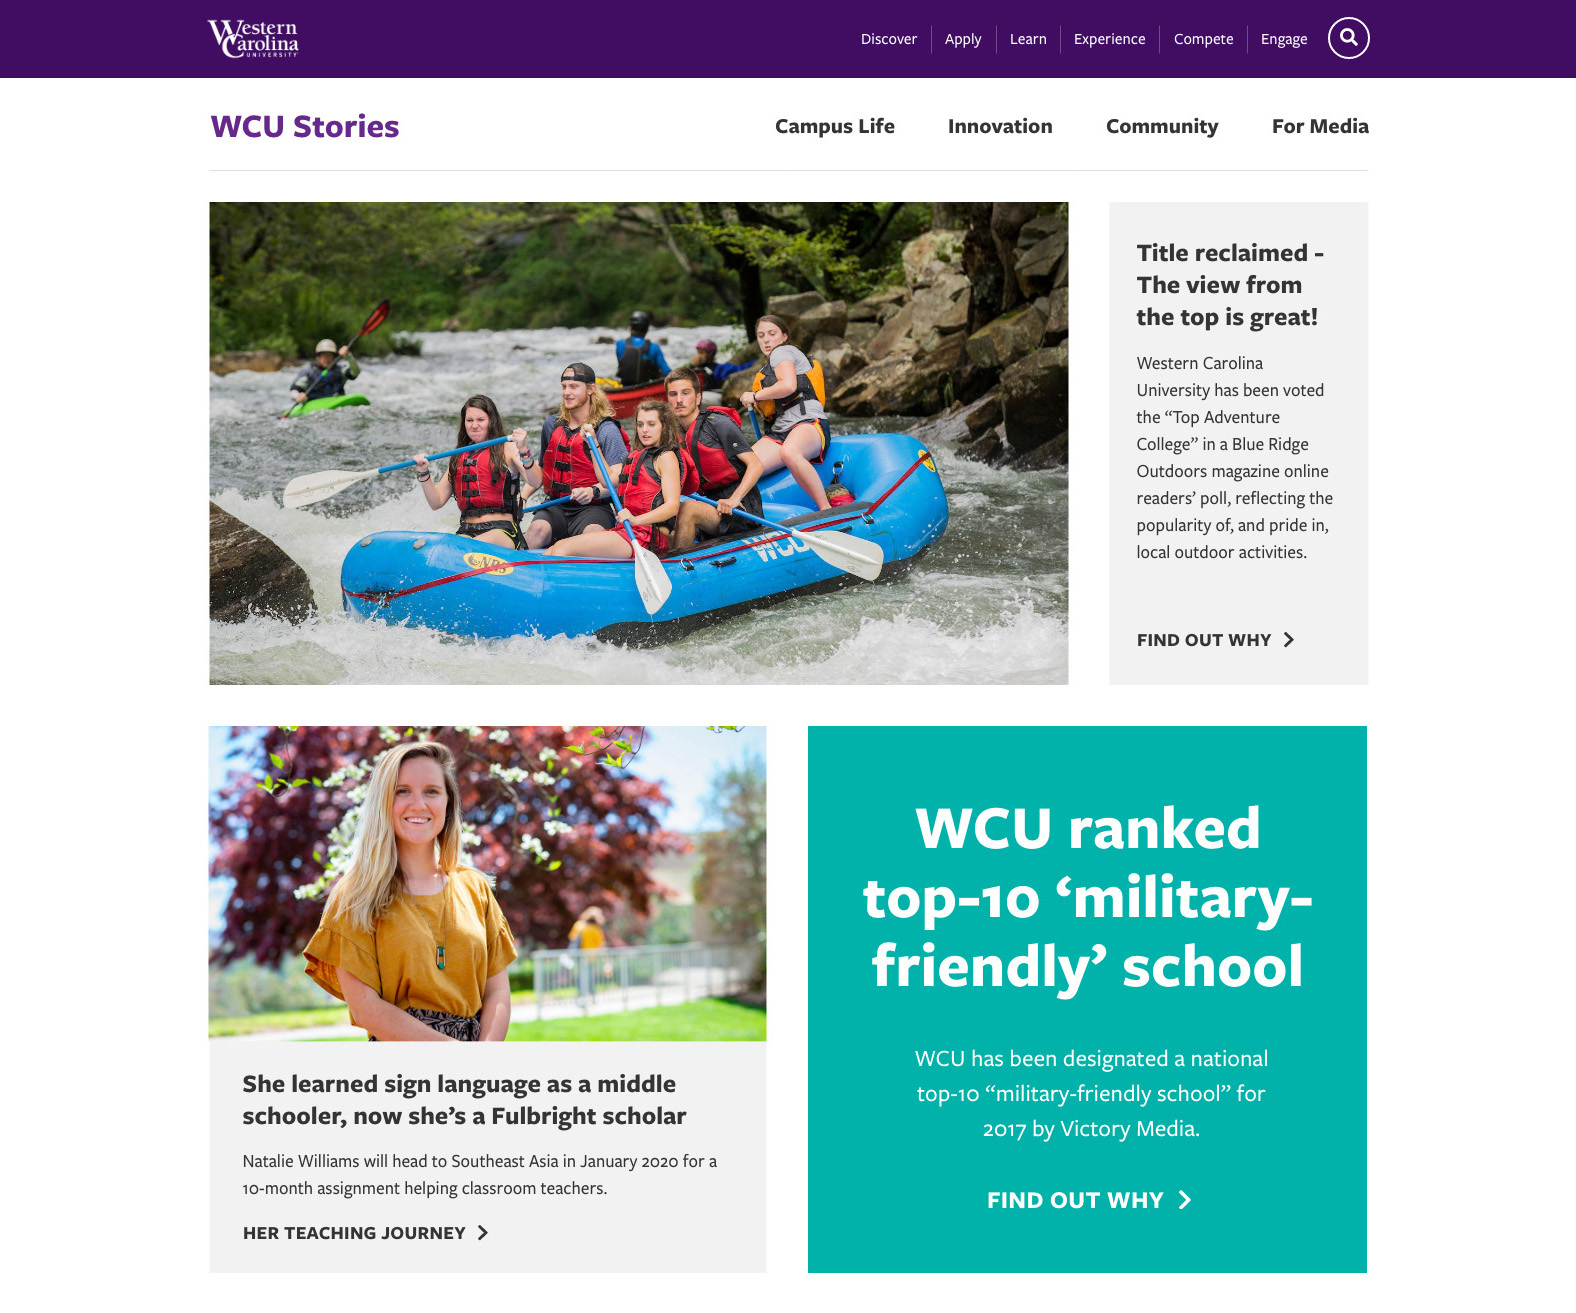 Western
Carolina
UNIVERSITY
Discover
Apply
Learn
Experience
Compete
Engage
WCU Stories
Campus Life
Innovation
Community
For Media
WCU
Title reclaimed -
The view from
the top is great!
Western Carolina
University has been voted
the “Top Adventure
College” in a Blue Ridge
Outdoors magazine online
readers’ poll, reflecting the
popularity of, and pride in,
local outdoor activities.
FIND OUT WHY
She learned sign language as a middle
schooler, now she’s a Fulbright scholar
Natalie Williams will head to Southeast Asia in January 2020 for a
10-month assignment helping classroom teachers.
HER TEACHING JOURNEY
WCU ranked
top-10 ‘military-
friendly’ school
WCU has been designated a national
top-10 “military-friendly school” for
2017 by Victory Media.
FIND OUT WHY